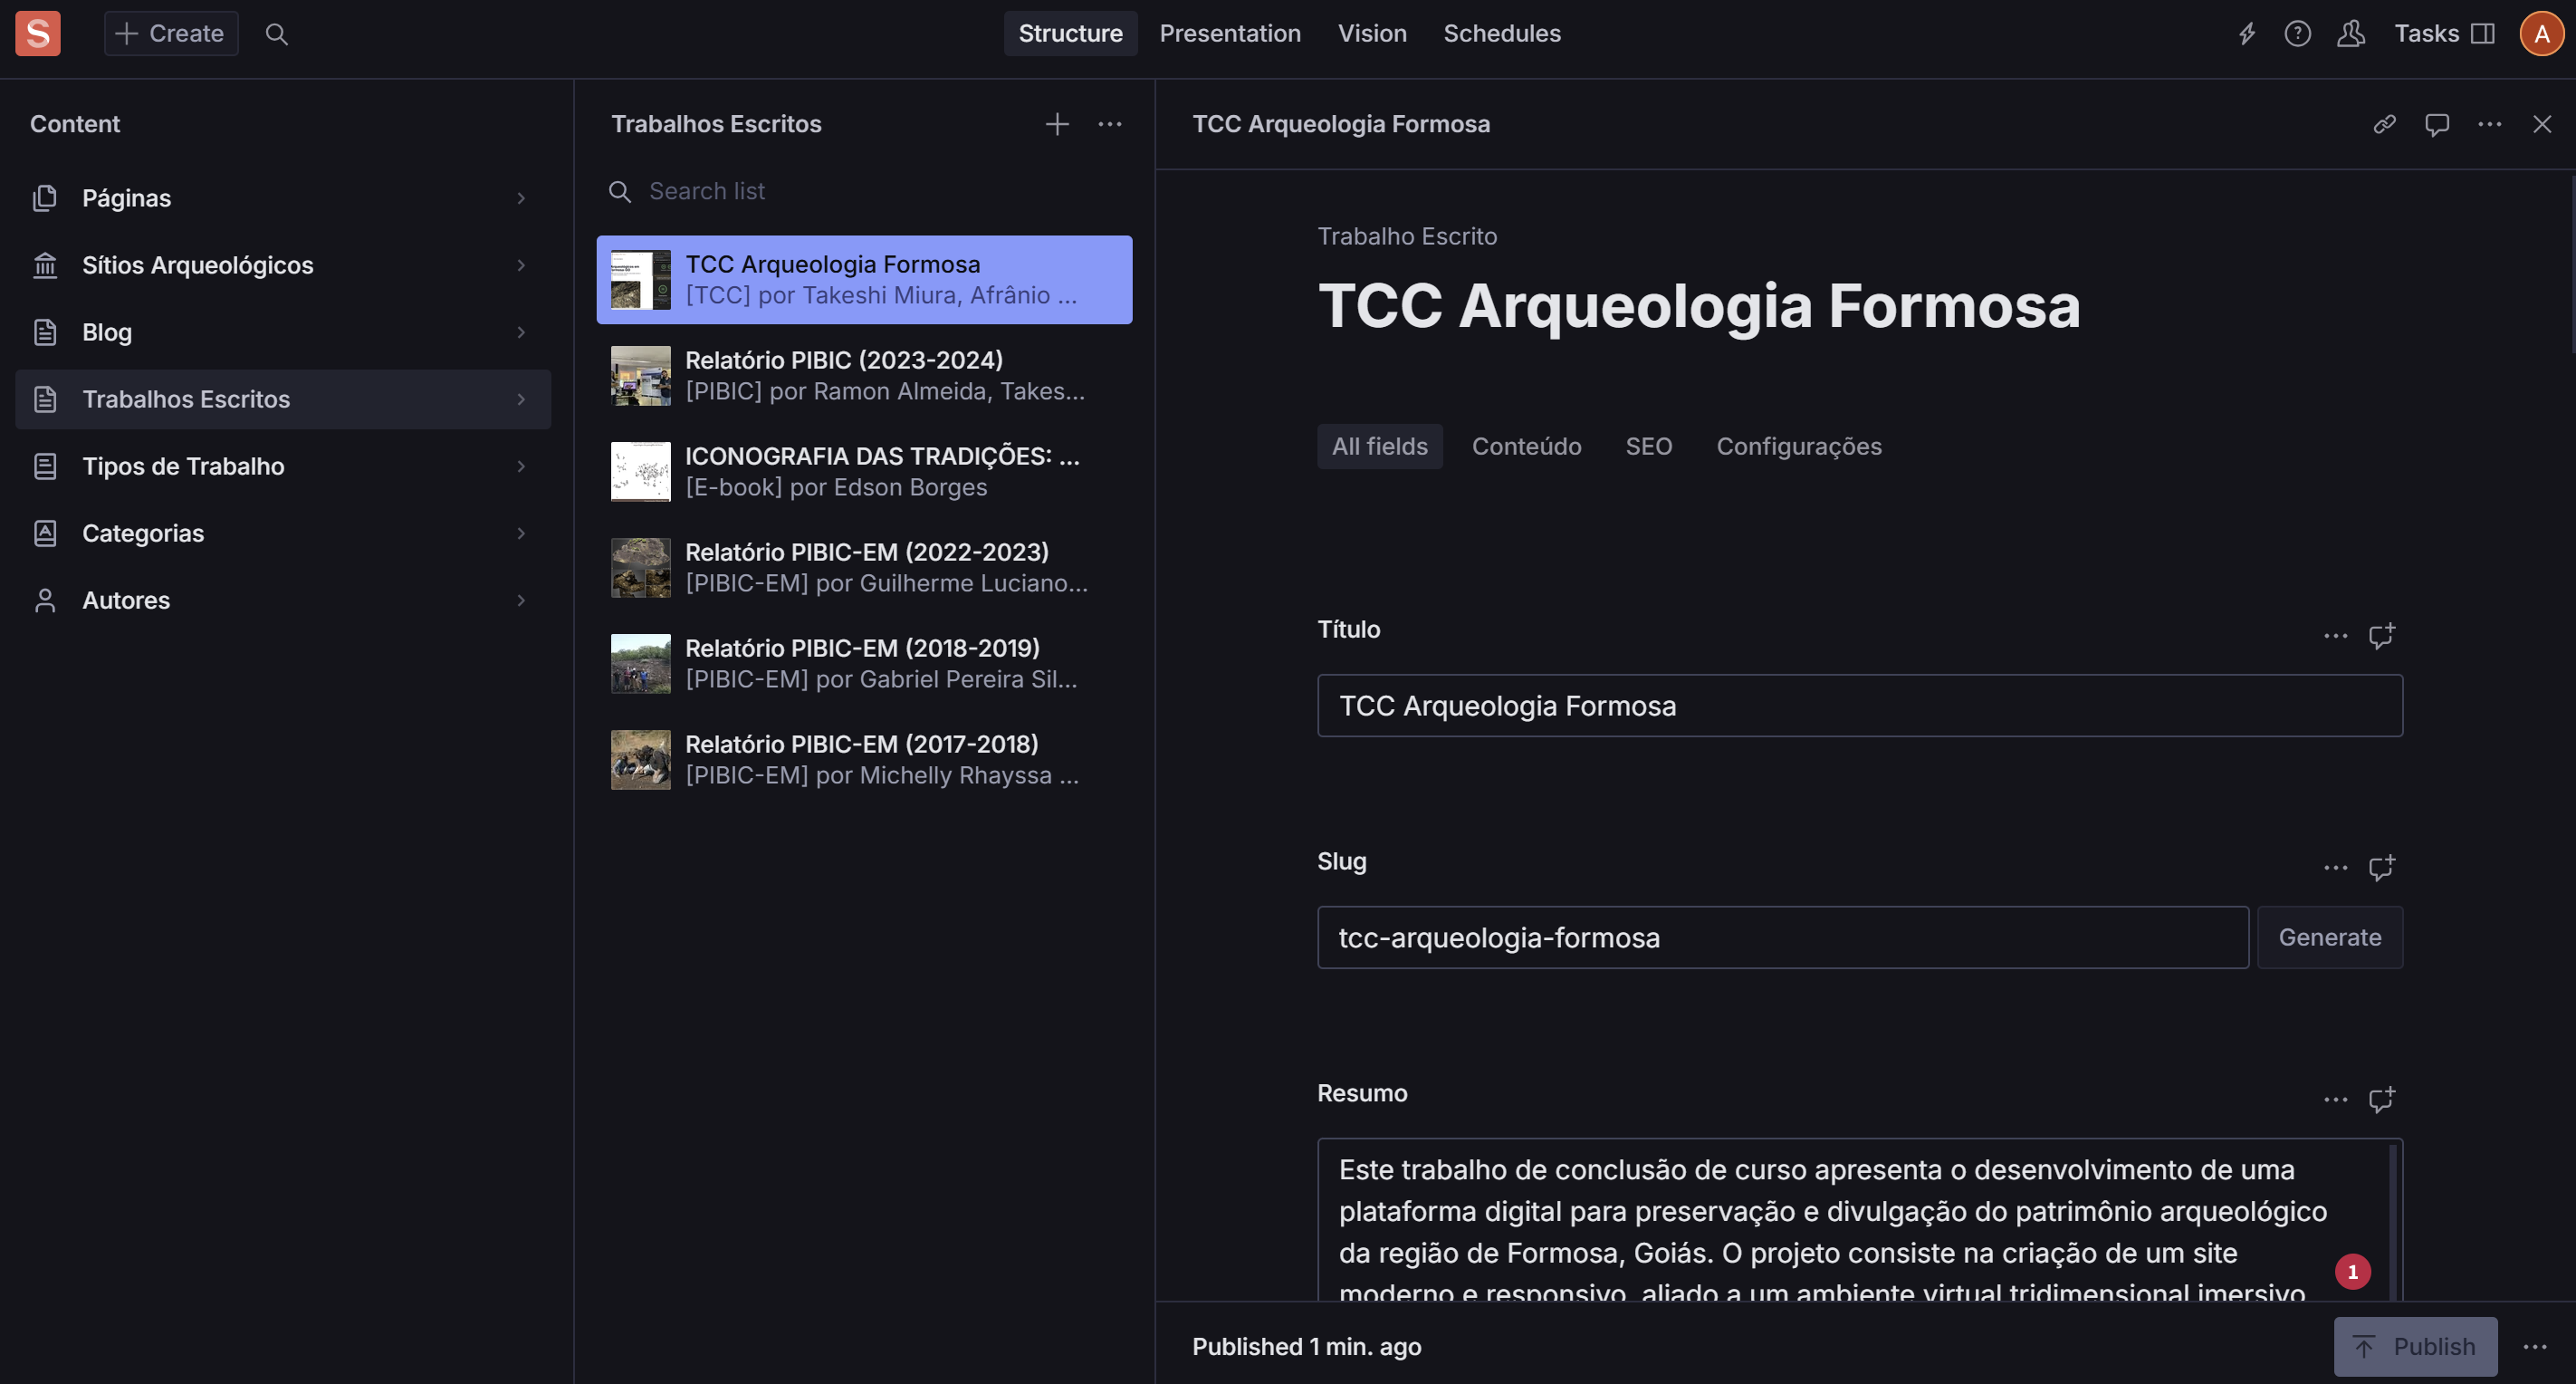 S
Create
Structure
Presentation
Vision
Schedules
Tasks
A
Content
Páginas
Sítios Arqueológicos
Blog
Trabalhos Escritos
Tipos de Trabalho
Categorias
Autores
Trabalhos Escritos
Search list
TCC Arqueologia Formosa
[TCC] por Takeshi Miura, Afrânio ...
Relatório PIBIC (2023-2024)
[PIBIC] por Ramon Almeida, Takes...
ICONOGRAFIA DAS TRADIÇÕES: ...
[E-book] por Edson Borges
Relatório PIBIC-EM (2022-2023)
[PIBIC-EM] por Guilherme Luciano...
Relatório PIBIC-EM (2018-2019)
[PIBIC-EM] por Gabriel Pereira Sil...
Relatório PIBIC-EM (2017-2018)
[PIBIC-EM] por Michelly Rhayssa ...
TCC Arqueologia Formosa
Trabalho Escrito
TCC Arqueologia Formosa
All fields
Conteúdo
SEO
Configurações
Título
TCC Arqueologia Formosa
Slug
tcc-arqueologia-formosa
Generate
Resumo
Este trabalho de conclusão de curso apresenta o desenvolvimento de uma
plataforma digital para preservação e divulgação do patrimônio arqueológico
da região de Formosa, Goiás. O projeto consiste na criação de um site
moderno e responsivo, aliado a um ambiente virtual tridimensional imersivo
1
Published 1 min. ago
Publish